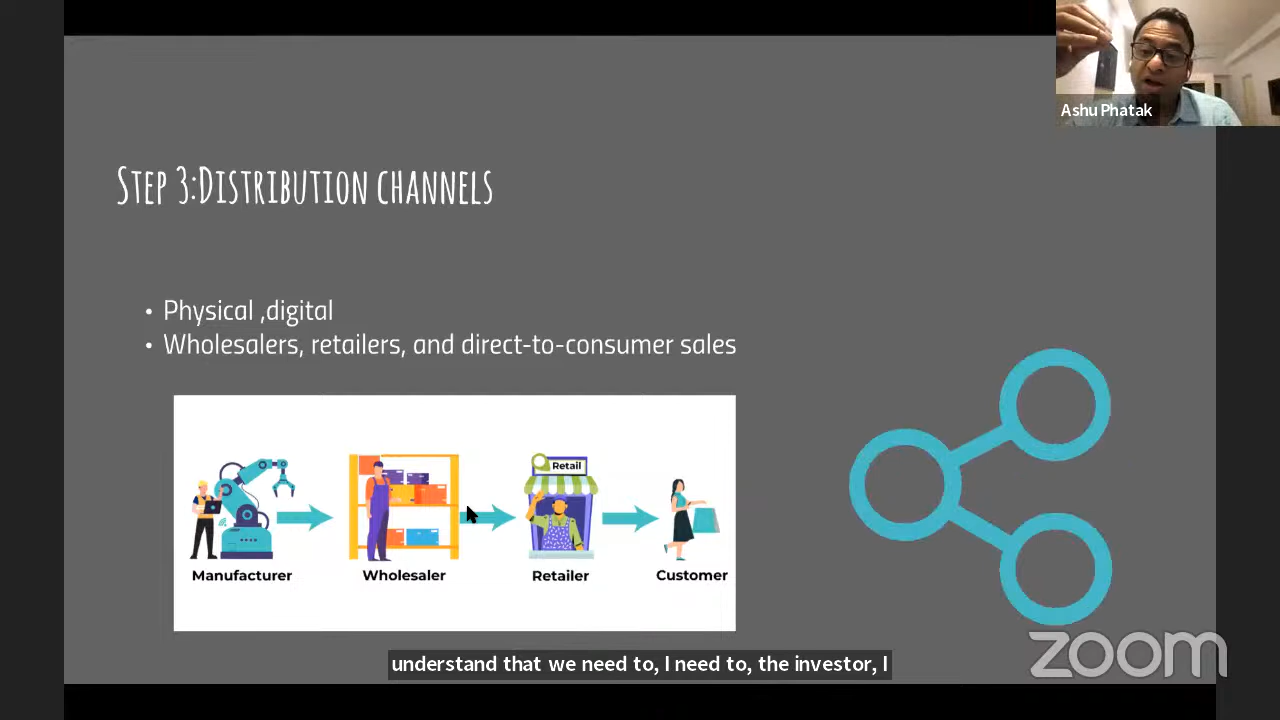 Ashu Phatak
STEP 3:DISTRIBUTION CHANNELS
• Physical ,digital
• Wholesalers, retailers, and direct-to-consumer sales
Retail
Manufacturer
Wholesaler
Retailer
Customer
understand that we need to, I need to, the investor, I
zoom